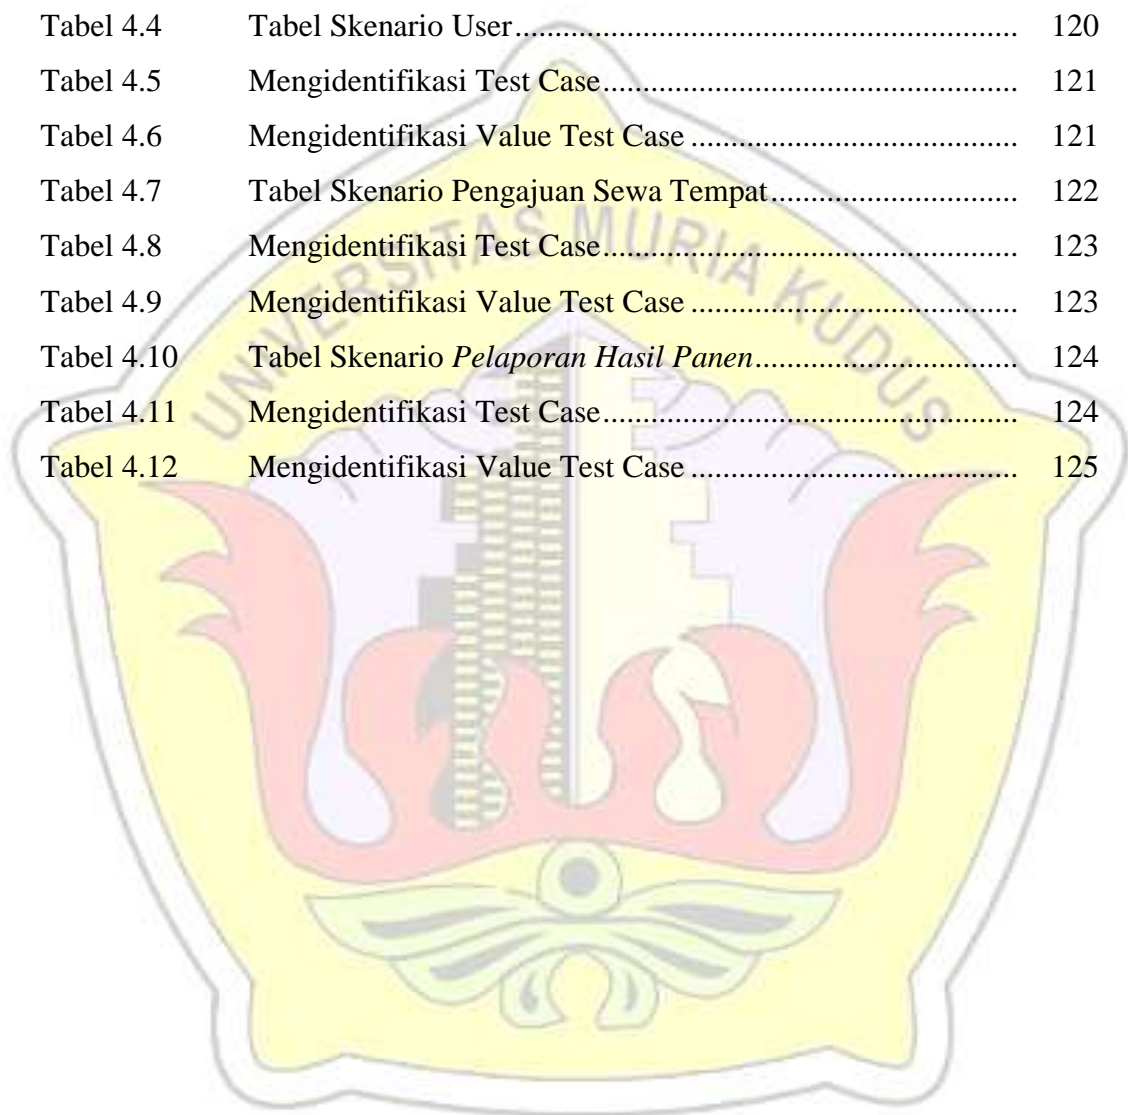 Tabel 4.4 Tabel Skenario User............................................................... 120
Tabel 4.5 Mengidentifikasi Test Case.................................................... 121
Tabel 4.6 Mengidentifikasi Value Test Case ......................................... 121
Tabel 4.7 Tabel Skenario Pengajuan Sewa Tempat............................... 122
Tabel 4.8 Mengidentifikasi Test Case.................................................... 123
Tabel 4.9 Mengidentifikasi Value Test Case ......................................... 123
Tabel 4.10 Tabel Skenario Pelaporan Hasil Panen................................. 124
Tabel 4.11 Mengidentifikasi Test Case.................................................... 124
Tabel 4.12 Mengidentifikasi Value Test Case ......................................... 125
UNIVERSITAS MURIA KUDUS